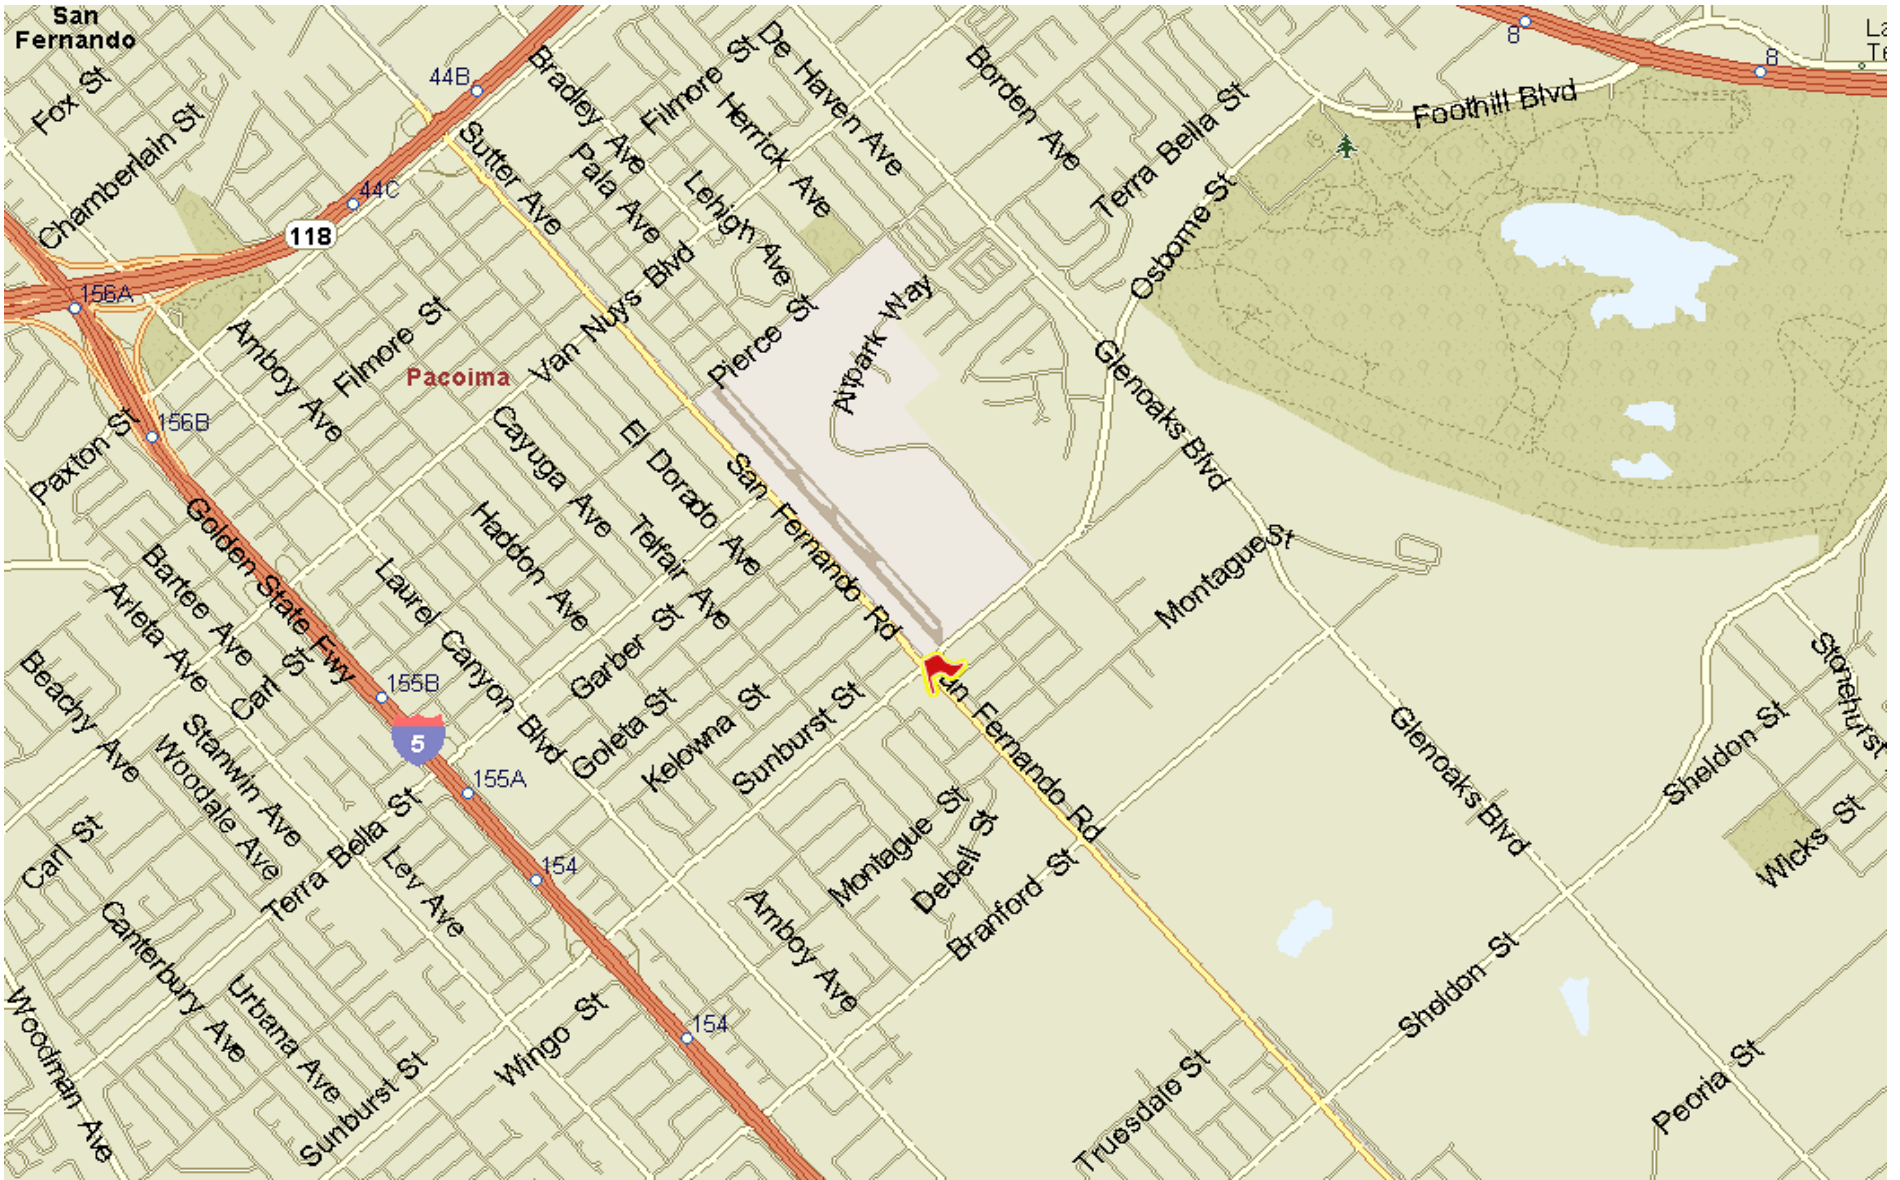 San
Fernando
Fox St
Chamberlain St
44B
44C
118
Bradley Ave
Filmore St
De Haven Ave
Herrick Ave
Borden Ave
Terra Bella St
8
8
Foothill Blvd
Sutter Ave
Pala Ave
Lehigh Ave
Osborne St
156A
Amboy Ave
Filmore St
Pacoima
Van Nuys Blvd
Pierce St
Airpark Way
Glenoaks Blvd
Paxton St
156B
Golden State Fwy
Cayuga Ave
El Dorado Ave
San Fernando Rd
Haddon Ave
Telfair Ave
Montague St
Bartee Ave
Arleta Ave
Laurel Canyon Blvd
Garber St
Beachy Ave
Carl St
155B
5
Goleta St
Kelowna St
Sunburst St
an Fernando Rd
Glenoaks Blvd
Stonehurst
Sheldon St
Wicks St
Stanwin Ave
Woodale Ave
155A
Carl St
Terra Bella St
Lev Ave
154
Montague St
Debell St
Branford St
Amboy Ave
Canterbury Ave
Urbana Ave
Woodman Ave
Sunburst St
Wingo St
154
Sheldon St
Truesdale St
Peoria St